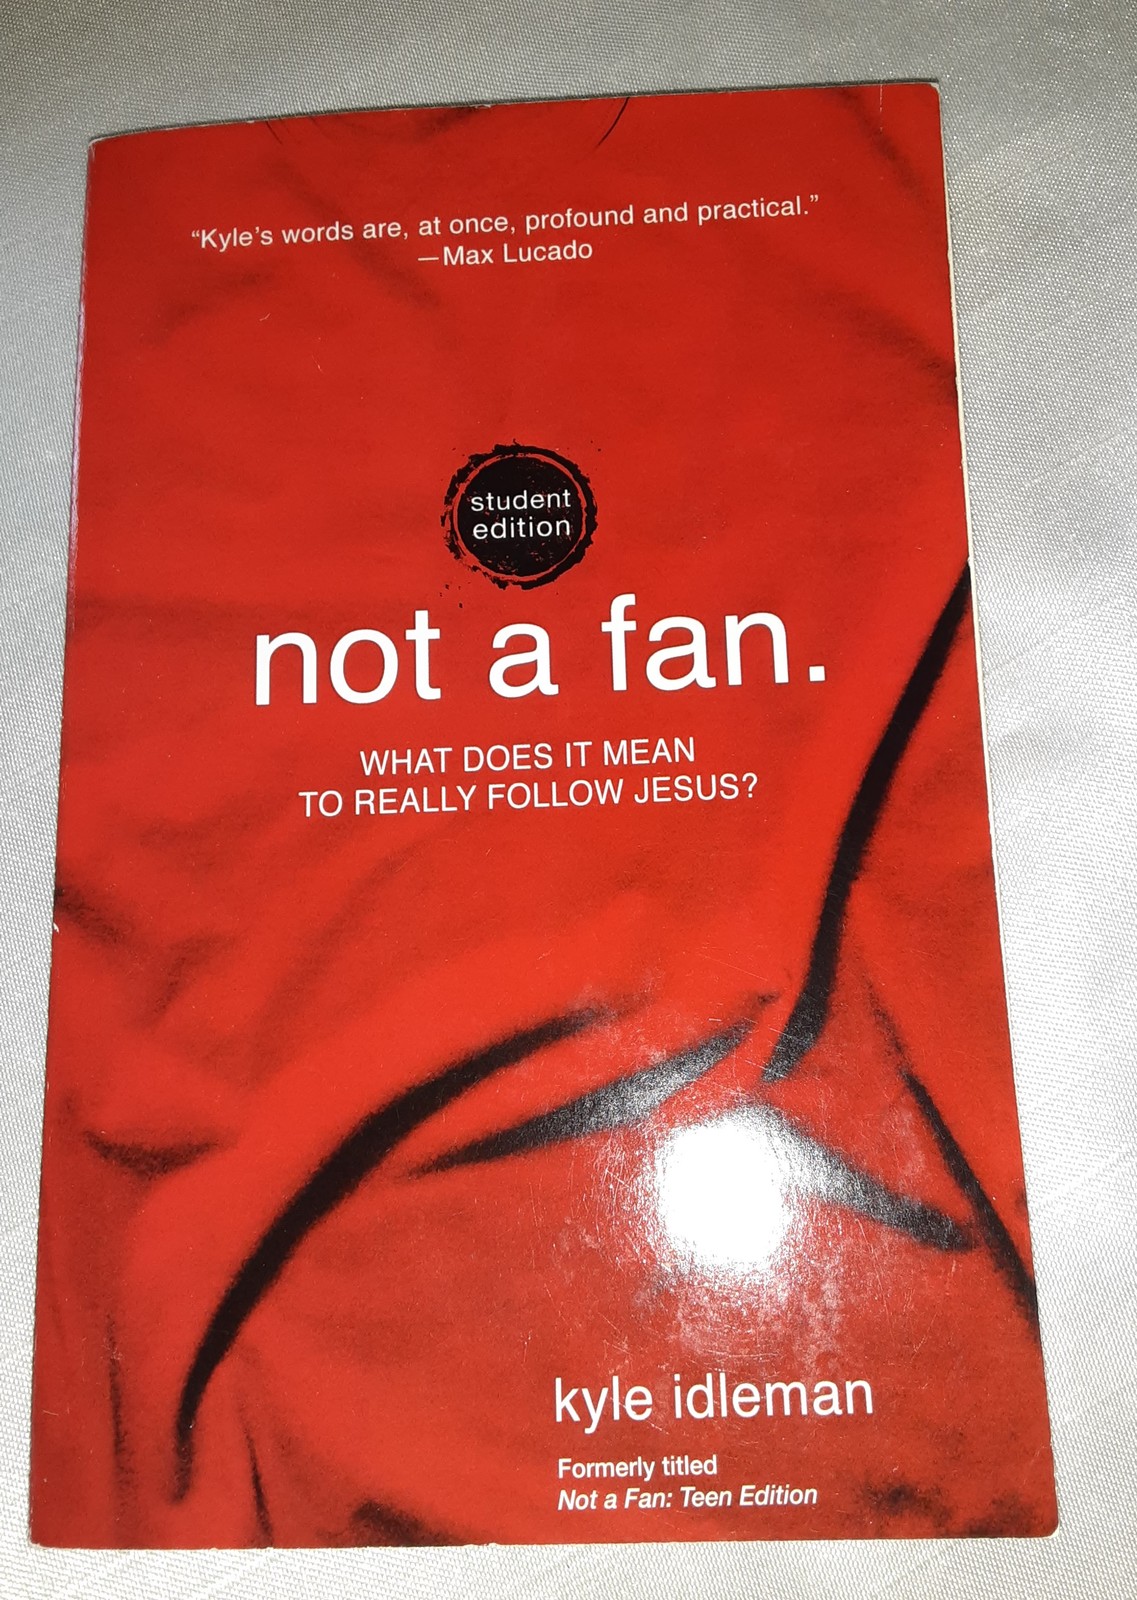 “Kyle’s words are, at once, profound and practical.”
—Max Lucado
student
edition
not a fan.
WHAT DOES IT MEAN
TO REALLY FOLLOW JESUS?
kyle idleman
Formerly titled
Not a Fan: Teen Edition